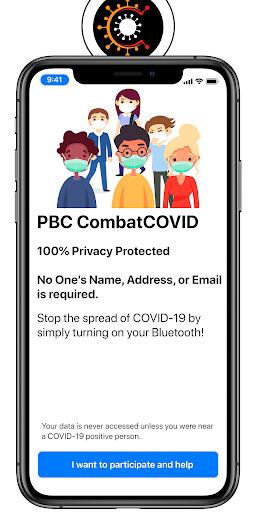 9:41
PBC CombatCOVID
100% Privacy Protected
No One's Name, Address, or Email
is required.
Stop the spread of COVID-19 by
simply turning on your Bluetooth!
Your data is never accessed unless you were near
a COVID-19 positive person.
I want to participate and help